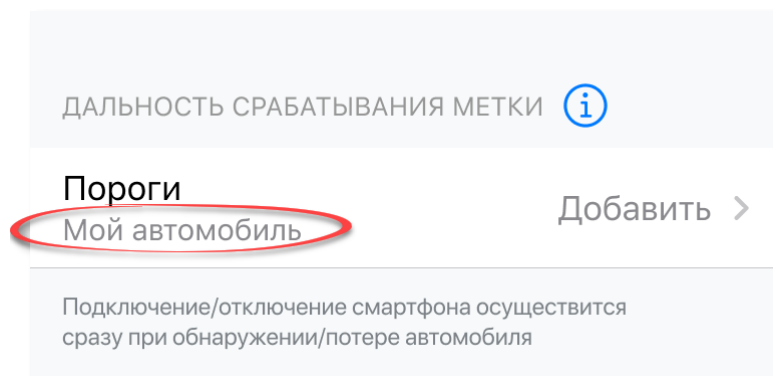 ДАЛЬНОСТЬ СРАБАТЫВАНИЯ МЕТКИ
Пороги
Мой автомобиль
Добавить
Подключение/отключение смартфона осуществится
сразу при обнаружении/потере автомобиля